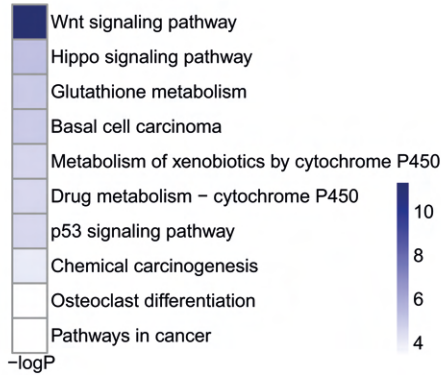 Wnt signaling pathway
Hippo signaling pathway
Glutathione metabolism
Basal cell carcinoma
Metabolism of xenobiotics by cytochrome P450
Drug metabolism − cytochrome P450
p53 signaling pathway
Chemical carcinogenesis
Osteoclast differentiation
Pathways in cancer
−logP
10
8
6
4